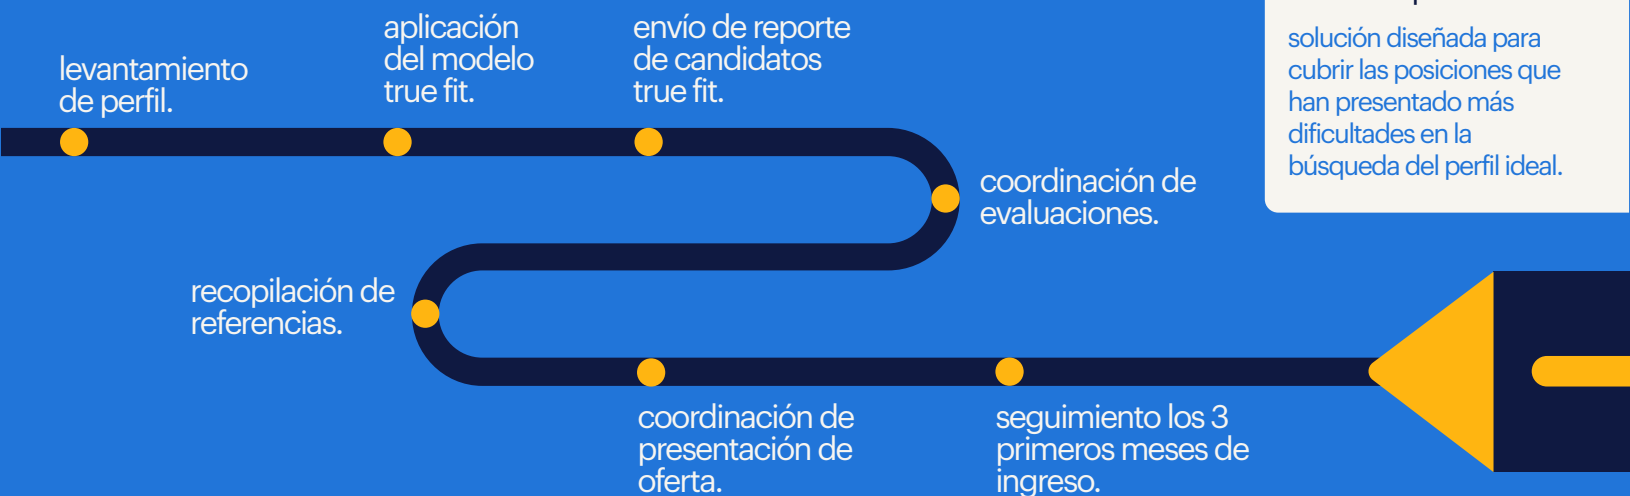 levantamiento
de perfil.
aplicación
del modelo
true fit.
envío de reporte
de candidatos
true fit.
solución diseñada para
cubrir las posiciones que
han presentado más
dificultades en la
búsqueda del perfil ideal.
coordinación de
evaluaciones.
recopilación de
referencias.
coordinación de
presentación de
oferta.
seguimiento los 3
primeros meses de
ingreso.